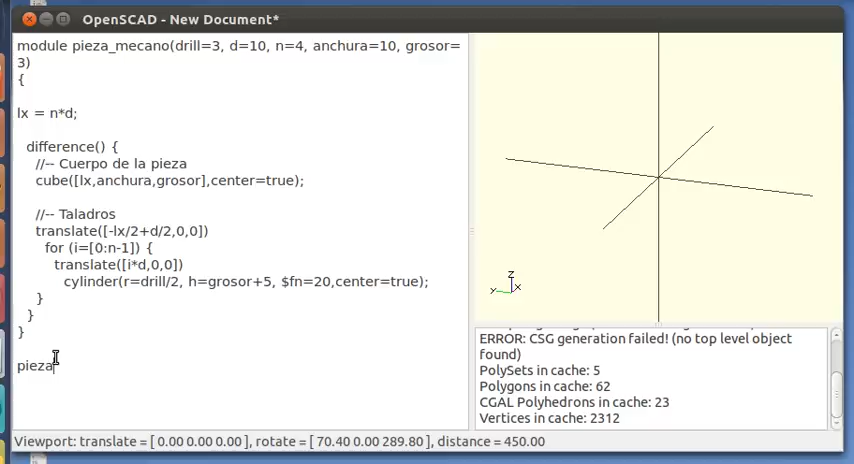 OpenSCAD - New Document*
module pieza_mecano(drill=3, d=10, n=4, anchura=10, grosor=
3)
{
lx = n*d;
difference() {
//-- Cuerpo de la pieza
cube([lx,anchura,grosor],center=true);
//-- Taladros
translate([-lx/2+d/2,0,0])
for (i=[0:n-1]) {
translate([i*d,0,0])
cylinder(r=drill/2, h=grosor+5, $fn=20,center=true);
}
}
}
pieza
Z
Y
X
ERROR: CSG generation failed! (no top level object
found)
PolySets in cache: 5
Polygons in cache: 62
CGAL Polyhedrons in cache: 23
Vertices in cache: 2312
Viewport: translate = [ 0.00 0.00 0.00 ], rotate = [ 70.40 0.00 289.80 ], distance = 450.00